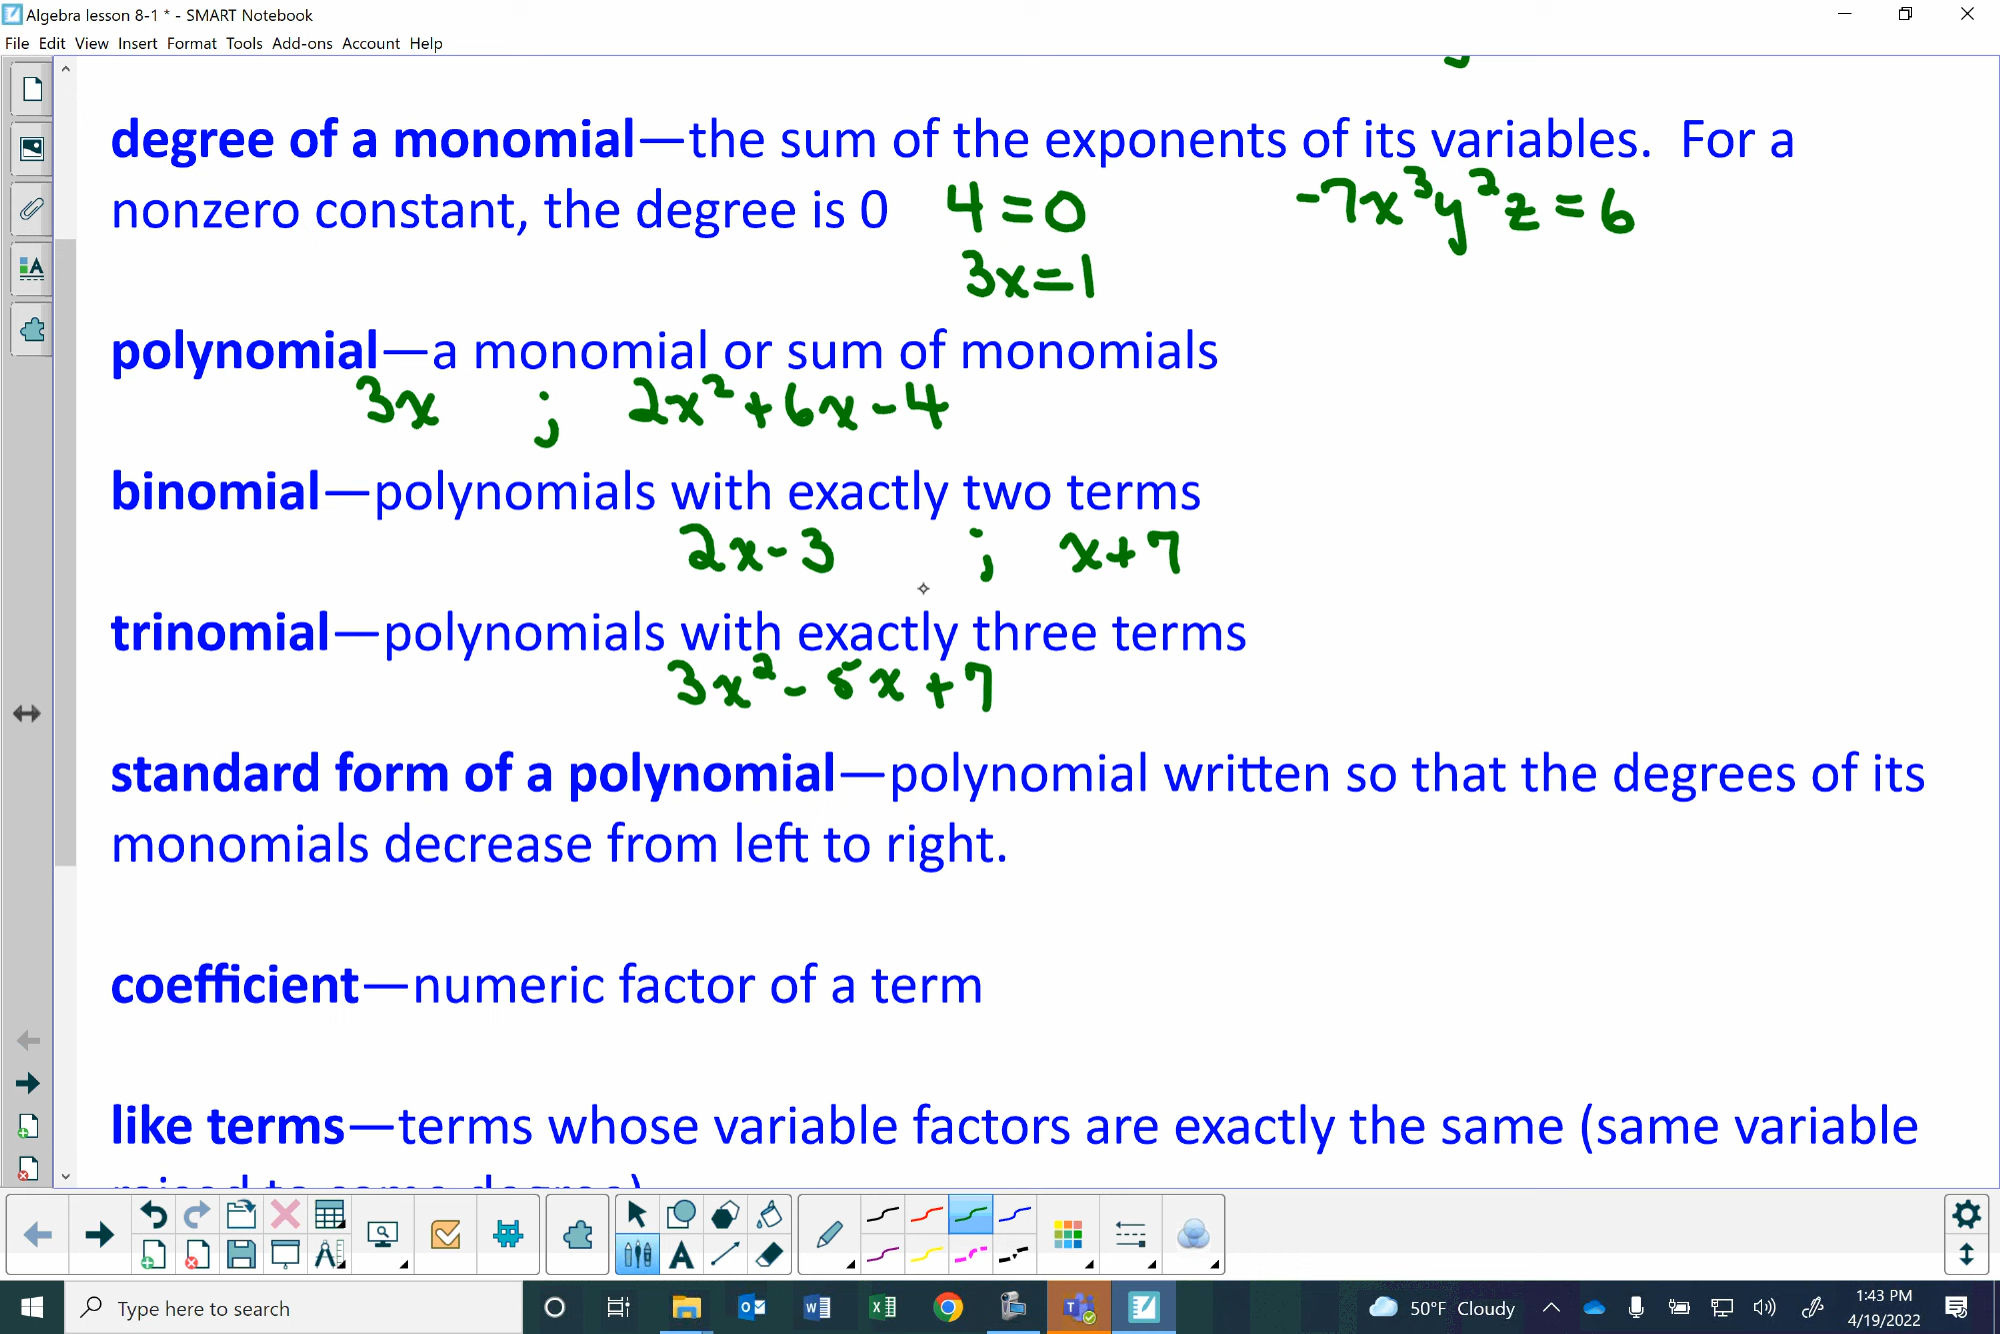 Algebra lesson 8-1 * - SMART Notebook
File Edit View Insert Format Tools Add-ons Account Help
degree of a monomial—the sum of the exponents of its variables. For a
nonzero constant, the degree is 0 4=0 -7x³y²z=6
3x=1
polynomial—a monomial or sum of monomials
3x ; 2x²+6x-4
binomial—polynomials with exactly two terms
2x-3 ; x+7
trinomial—polynomials with exactly three terms
3x²-5x+7
standard form of a polynomial—polynomial written so that the degrees of its
monomials decrease from left to right.
coefficient—numeric factor of a term
like terms—terms whose variable factors are exactly the same (same variable
raised to same degree)
Type here to search
50°F Cloudy
1:43 PM
4/19/2022